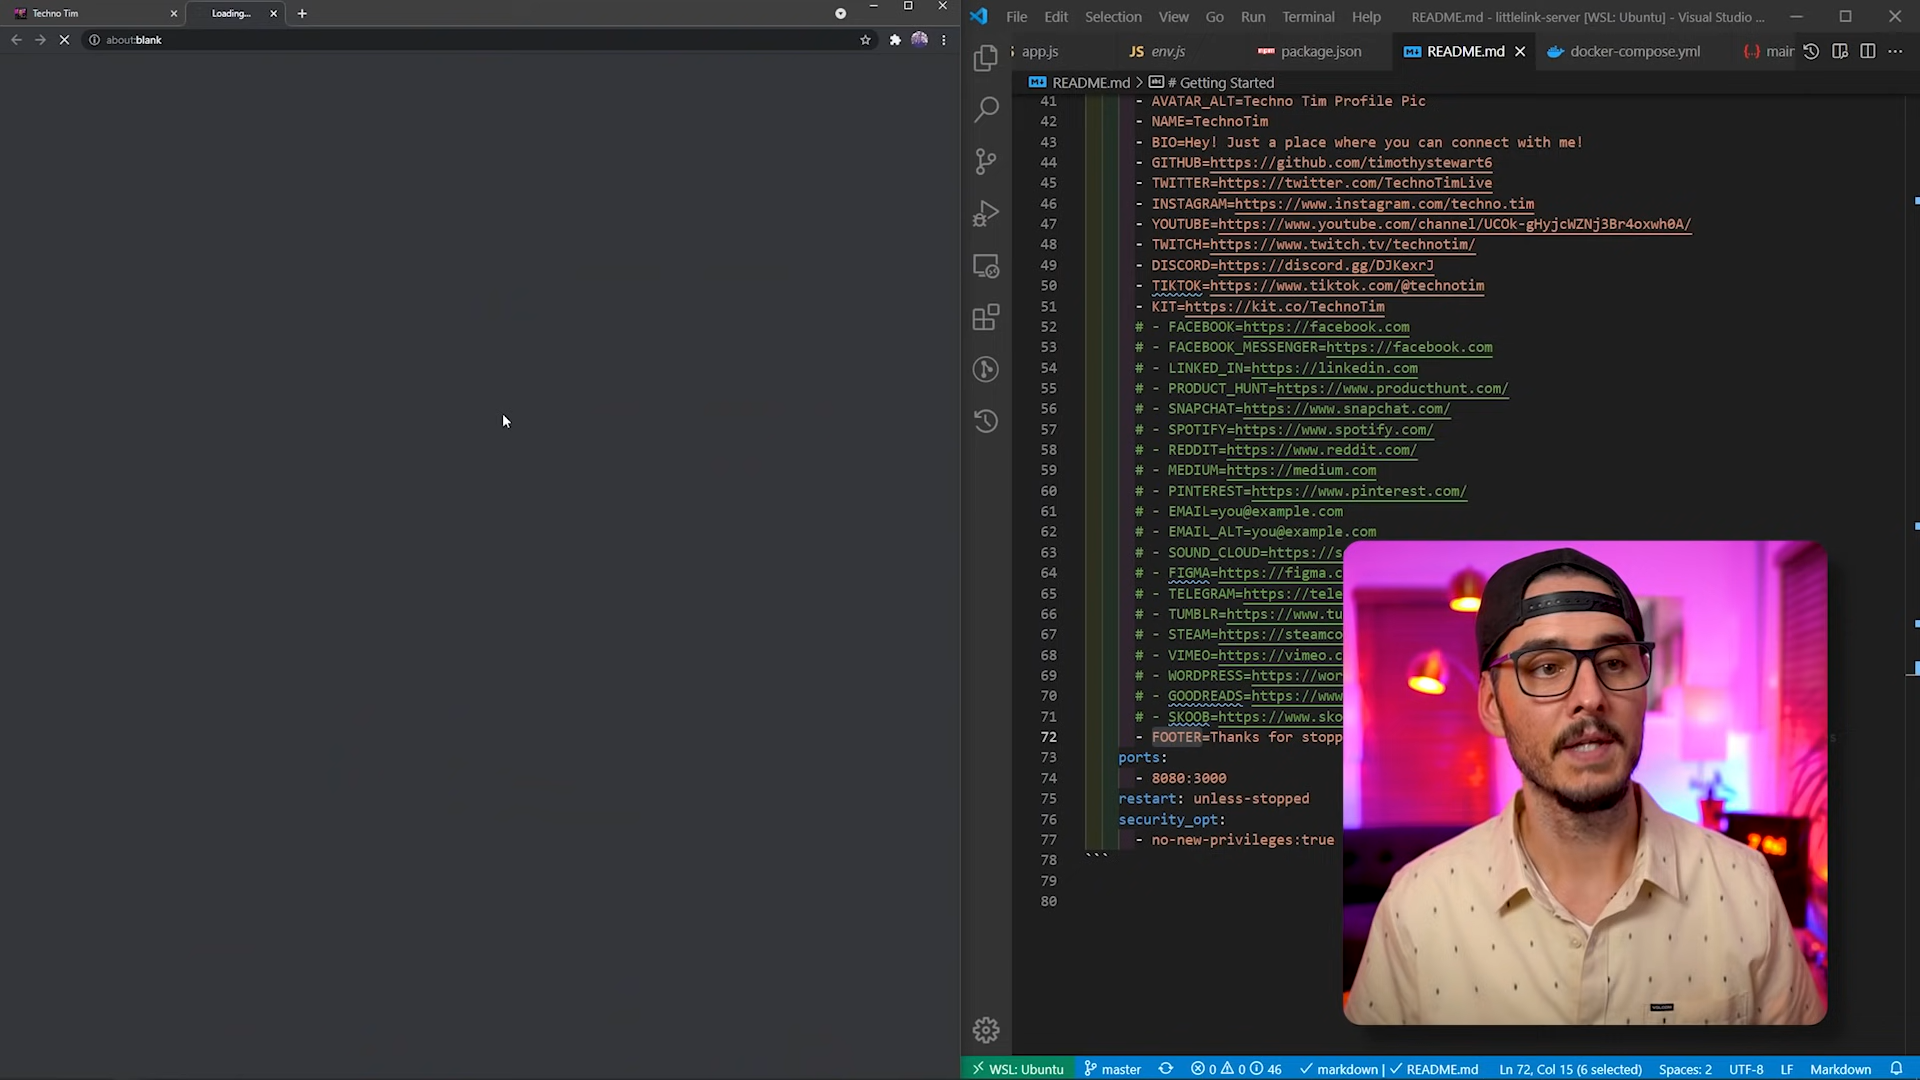 Techno Tim
Loading...
about:blank
File Edit Selection View Go Run Terminal Help
README.md - littlelink-server [WSL: Ubuntu] - Visual Studio ...
app.js
JS env.js
package.json
README.md
docker-compose.yml
README.md > # Getting Started
41 - AVATAR_ALT=Techno Tim Profile Pic
42 - NAME=TechnoTim
43 - BIO=Hey! Just a place where you can connect with me!
44 - GITHUB=https://github.com/timothystewart6
45 - TWITTER=https://twitter.com/TechnoTimLive
46 - INSTAGRAM=https://www.instagram.com/techno.tim
47 - YOUTUBE=https://www.youtube.com/channel/UCOk-gHyjcWZNj3Br4oxwh0A/
48 - TWITCH=https://www.twitch.tv/technotim/
49 - DISCORD=https://discord.gg/DJKexrJ
50 - TIKTOK=https://www.tiktok.com/@technotim
51 - KIT=https://kit.co/TechnoTim
52 # - FACEBOOK=https://facebook.com
53 # - FACEBOOK_MESSENGER=https://facebook.com
54 # - LINKED_IN=https://linkedin.com
55 # - PRODUCT_HUNT=https://www.producthunt.com/
56 # - SNAPCHAT=https://www.snapchat.com/
57 # - SPOTIFY=https://www.spotify.com/
58 # - REDDIT=https://www.reddit.com/
59 # - MEDIUM=https://medium.com
60 # - PINTEREST=https://www.pinterest.com/
61 # - EMAIL=you@example.com
62 # - EMAIL_ALT=you@example.com
63 # - SOUND_CLOUD=https://s
64 # - FIGMA=https://figma.c
65 # - TELEGRAM=https://tele
66 # - TUMBLR=https://www.tu
67 # - STEAM=https://steamco
68 # - VIMEO=https://vimeo.c
69 # - WORDPRESS=https://wor
70 # - GOODREADS=https://www
71 # - SKOOB=https://www.sko
72 - FOOTER=Thanks for stopp
73 ports:
74 - 8080:3000
75 restart: unless-stopped
76 security_opt:
77 - no-new-privileges:true
78 ```
79
80
WSL: Ubuntu master 0 0 46 markdown | README.md Ln 72, Col 15 (6 selected) Spaces: 2 UTF-8 LF Markdown